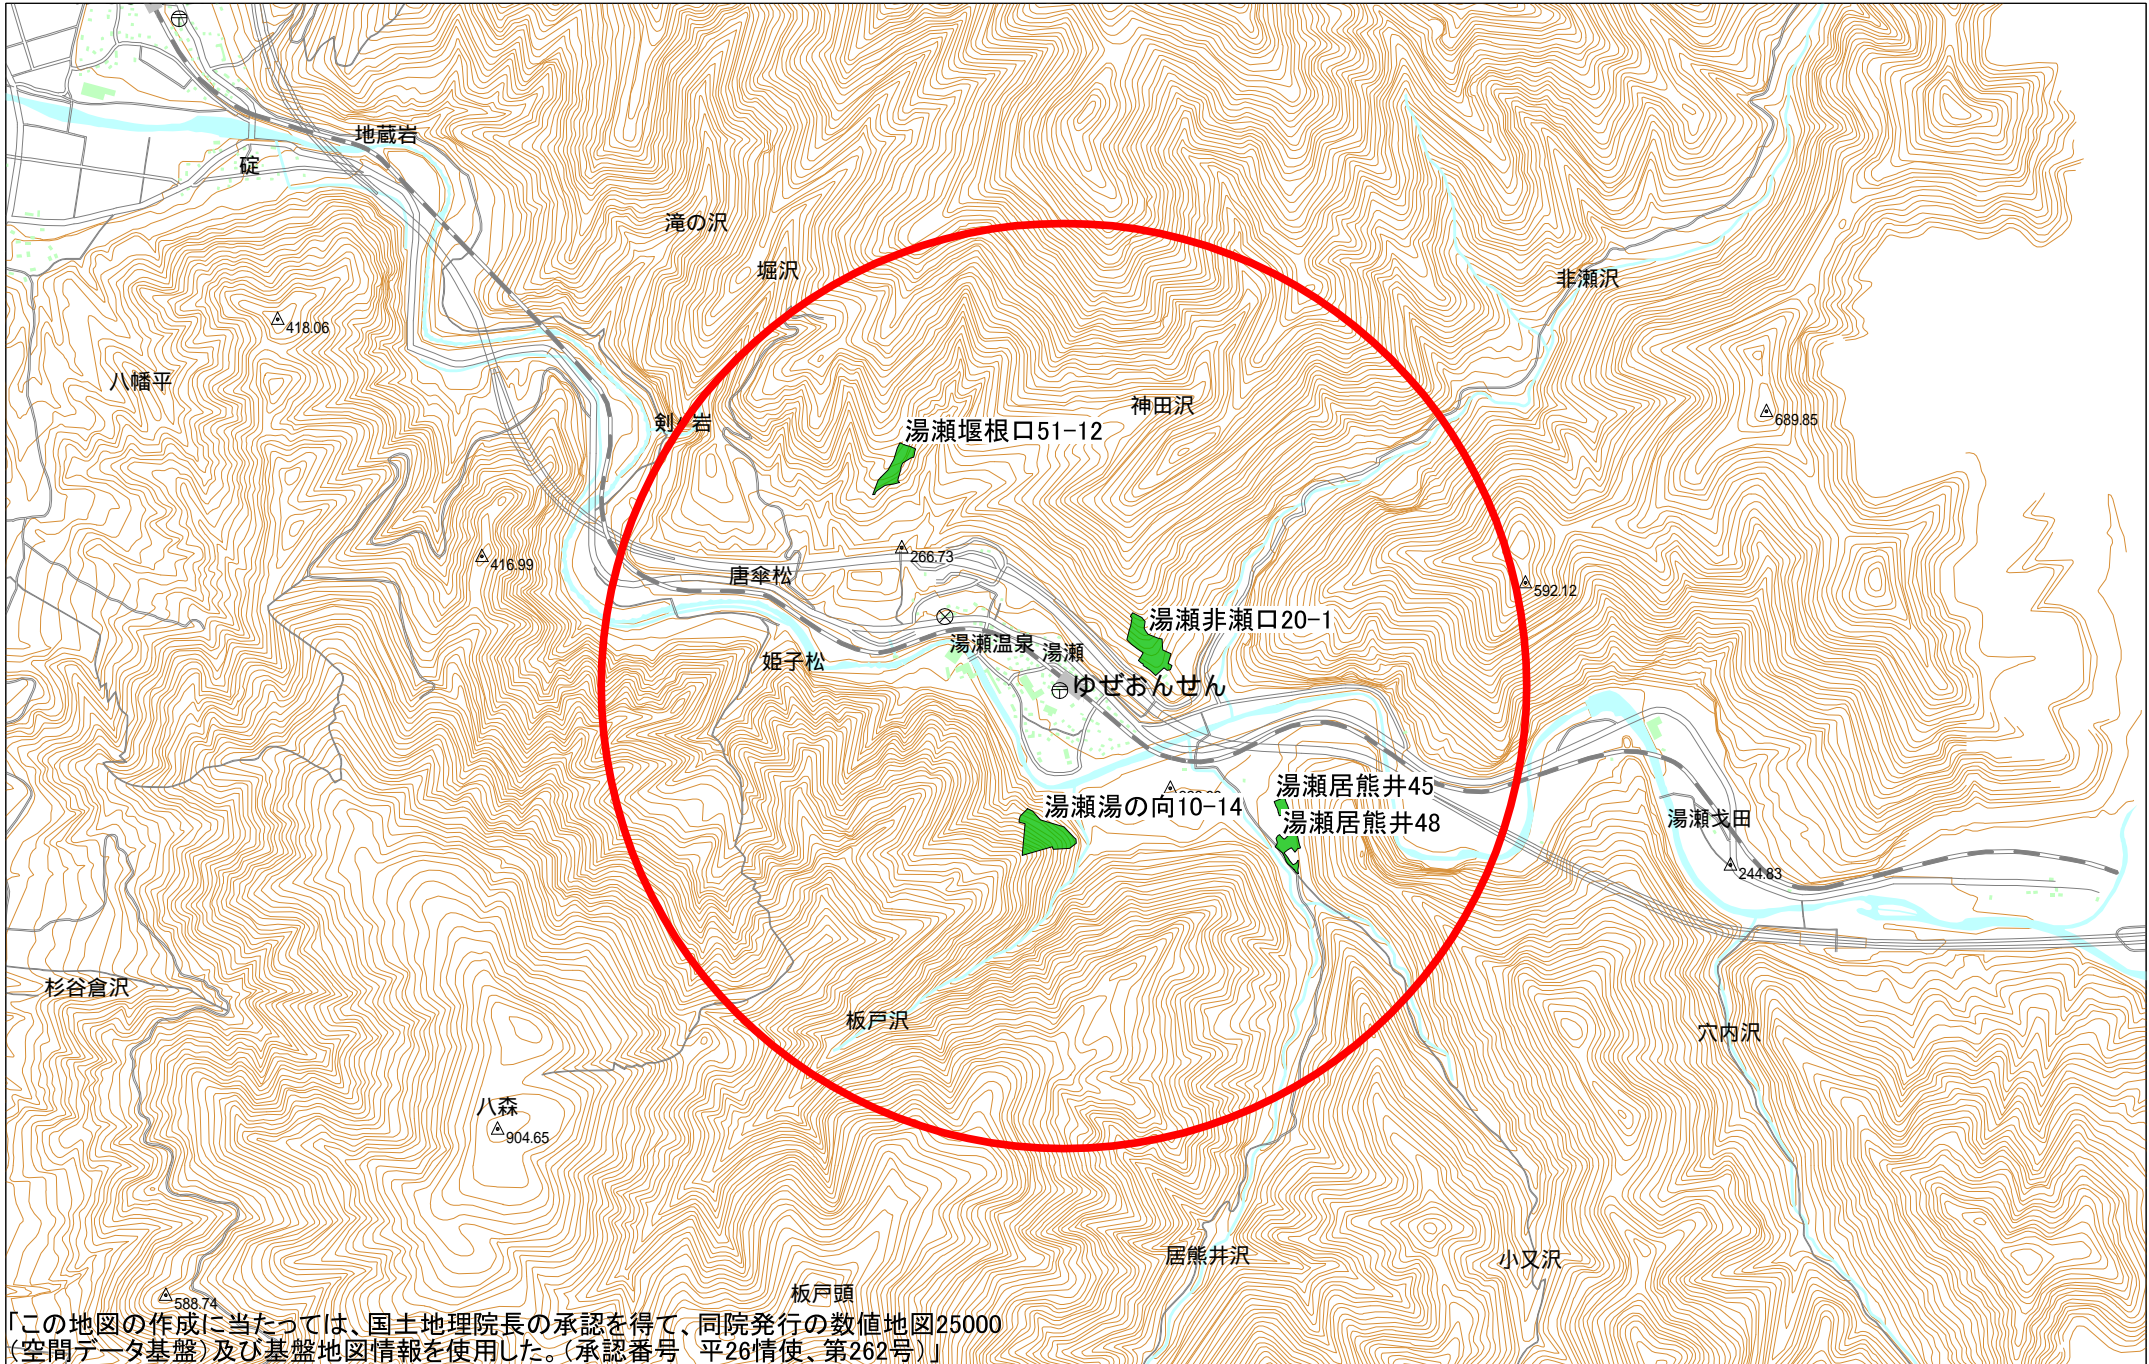 地蔵岩
碇
滝の沢
堀沢
非瀬沢
418.06
八幡平
神田沢
689.85
湯瀬堰根口51-12
416.99
266.73
唐傘松
592.12
湯瀬非瀬口20-1
湯瀬温泉
湯瀬
姫子松
ゆぜおんせん
湯瀬居熊井45
湯瀬湯の向10-14
湯瀬居熊井48
湯瀬戈田
244.83
杉谷倉沢
板戸沢
穴内沢
八森
904.65
居熊井沢
小又沢
板戸頭
588.74
「この地図の作成に当たっては、国土地理院長の承認を得て、同院発行の数値地図25000
（空間データ基盤）及び基盤地図情報を使用した。（承認番号　平26情使、第262号）」